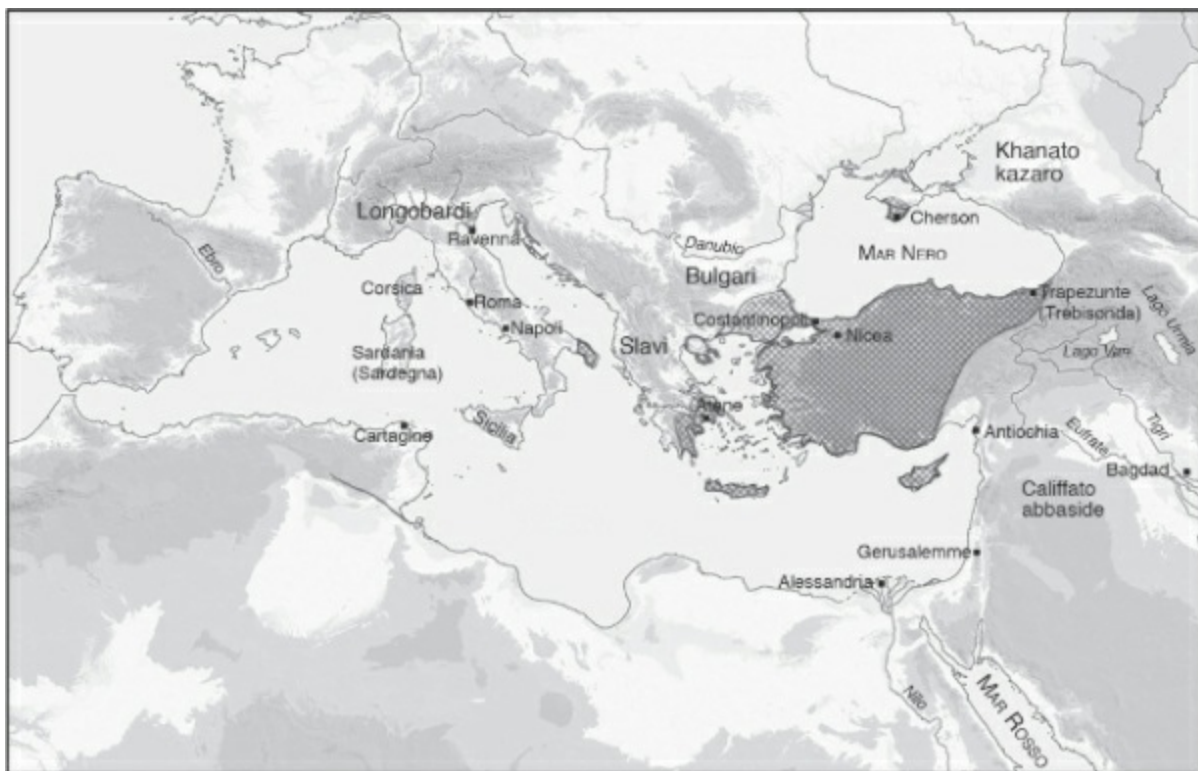 Khanato
kazaro
Cherson
Longobardi
Ravenna
Danubio
MAR NERO
Ebro
Bulgari
Corsica
Roma
Trapezunte
(Trebisonda)
Lago Urmia
Costantinopoli
Nicea
Napoli
Slavi
Lago Van
Sardania
(Sardegna)
Atene
Sicilia
Cartagine
Antiochia
Eufrate
Tigri
Bagdad
Califfato
abbaside
Gerusalemme
Alessandria
Nilo
MAR ROSSO